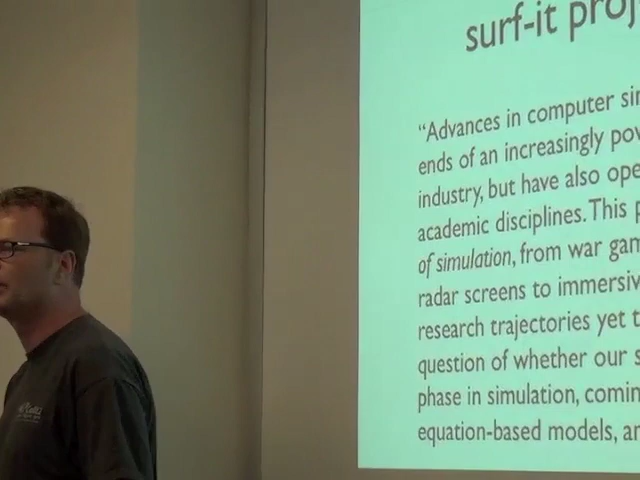 surf-it proj
“Advances in computer sim
ends of an increasingly pow
industry, but have also ope
academic disciplines. This p
of simulation, from war gam
radar screens to immersiv
research trajectories yet t
question of whether our s
phase in simulation, comin
equation-based models, an